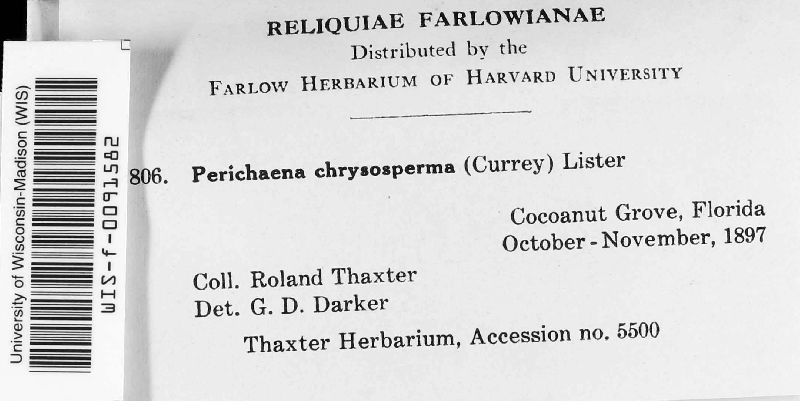 RELIQUIAE FARLOWIANAE
Distributed by the
FARLOW HERBARIUM OF HARVARD UNIVERSITY
806. Perichaena chrysosperma (Currey) Lister
Cocoanut Grove, Florida
October-November, 1897
Coll. Roland Thaxter
Det. G. D. Darker
Thaxter Herbarium, Accession no. 5500
University of Wisconsin-Madison (WIS)
WIS-f-0091582